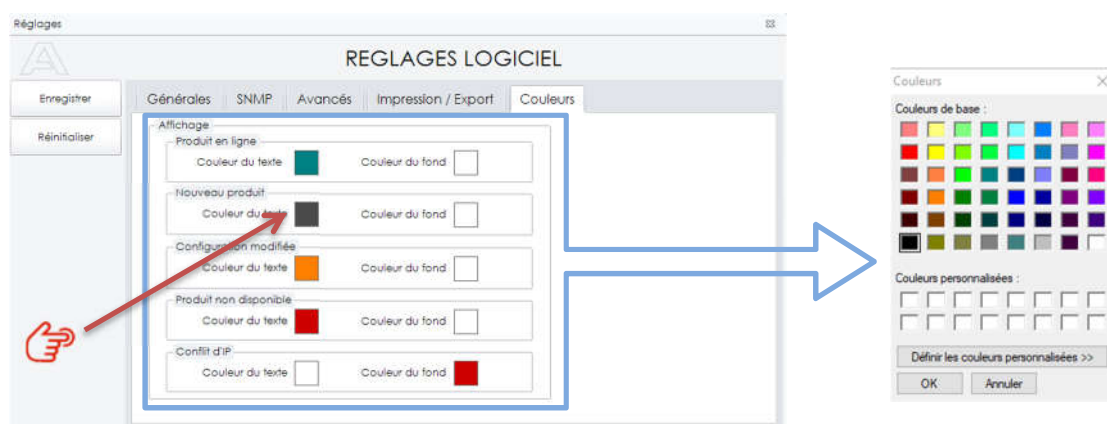 Réglages
REGLAGES LOGICIEL
Enregistrer
Réinitialiser
Générales SNMP Avancés Impression / Export Couleurs
Affichage
Produit en ligne
Couleur du texte Couleur du fond
Nouveau produit
Couleur du texte Couleur du fond
Configuration modifiée
Couleur du texte Couleur du fond
Produit non disponible
Couleur du texte Couleur du fond
Conflit d'IP
Couleur du texte Couleur du fond
Couleurs
Couleurs de base :
Couleurs personnalisées :
Définir les couleurs personnalisées >>
OK Annuler